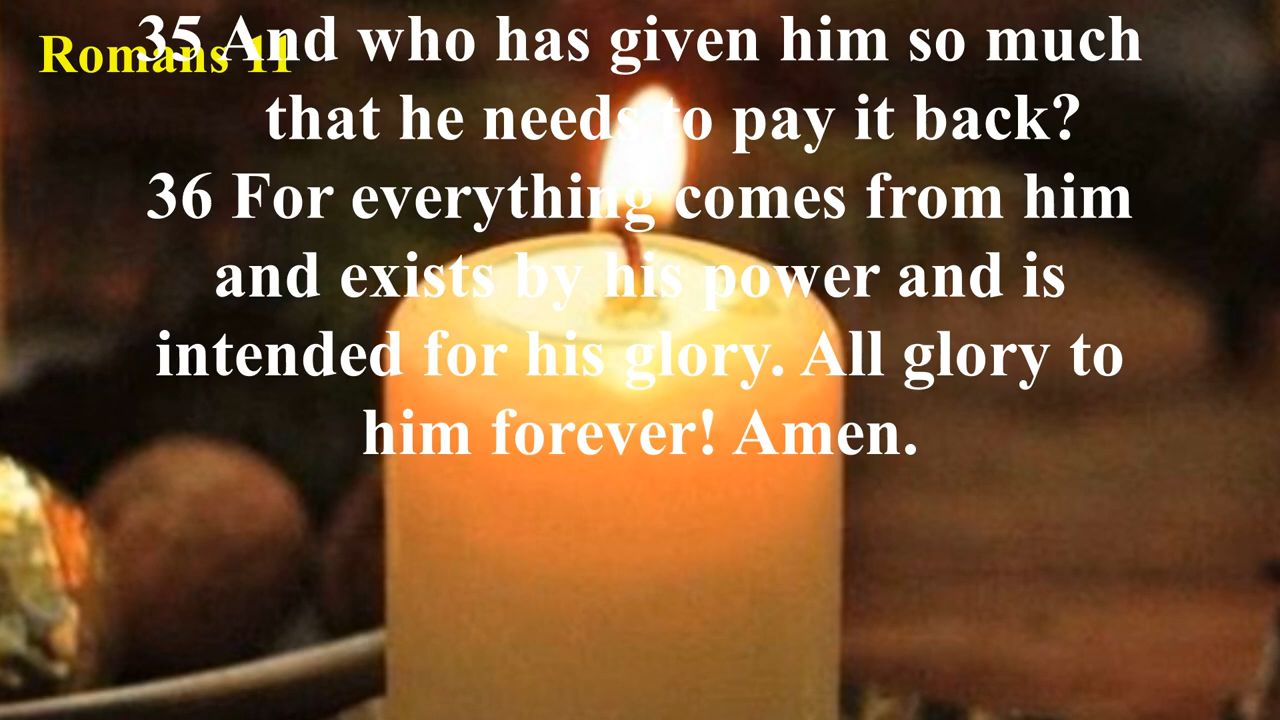 Romans 11
35 And who has given him so much
that he needs to pay it back?
36 For everything comes from him
and exists by his power and is
intended for his glory. All glory to
him forever! Amen.